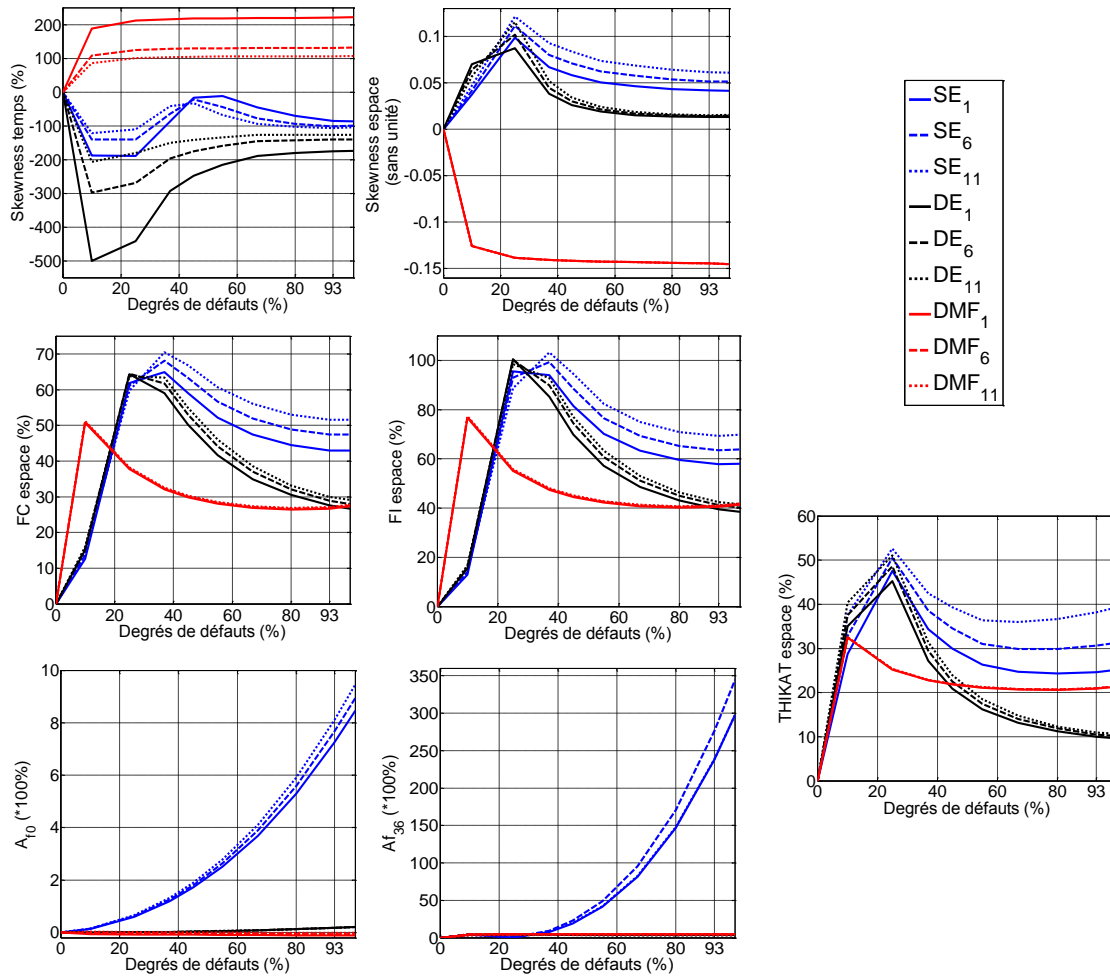 200
100
0
-100
-200
-300
-400
-500
Skewness temps (%)
0 20 40 60 80 93
Degrés de défauts (%)
0.1
0.05
0
-0.05
-0.1
-0.15
Skewness espace
(sans unité)
0 20 40 60 80 93
Degrés de défauts (%)
SE1
SE6
SE11
DE1
DE6
DE11
DMF1
DMF6
DMF11
70
60
50
40
30
20
10
0
FC espace (%)
0 20 40 60 80 93
Degrés de défauts (%)
100
80
60
40
20
0
FI espace (%)
0 20 40 60 80 93
Degrés de défauts (%)
60
50
40
30
20
10
0
THIKAT espace (%)
0 20 40 60 80 93
Degrés de défauts (%)
10
8
6
4
2
0
Af0 (*100%)
0 20 40 60 80 93
Degrés de défauts (%)
350
300
250
200
150
100
50
0
Af36 (*100%)
0 20 40 60 80 93
Degrés de défauts (%)